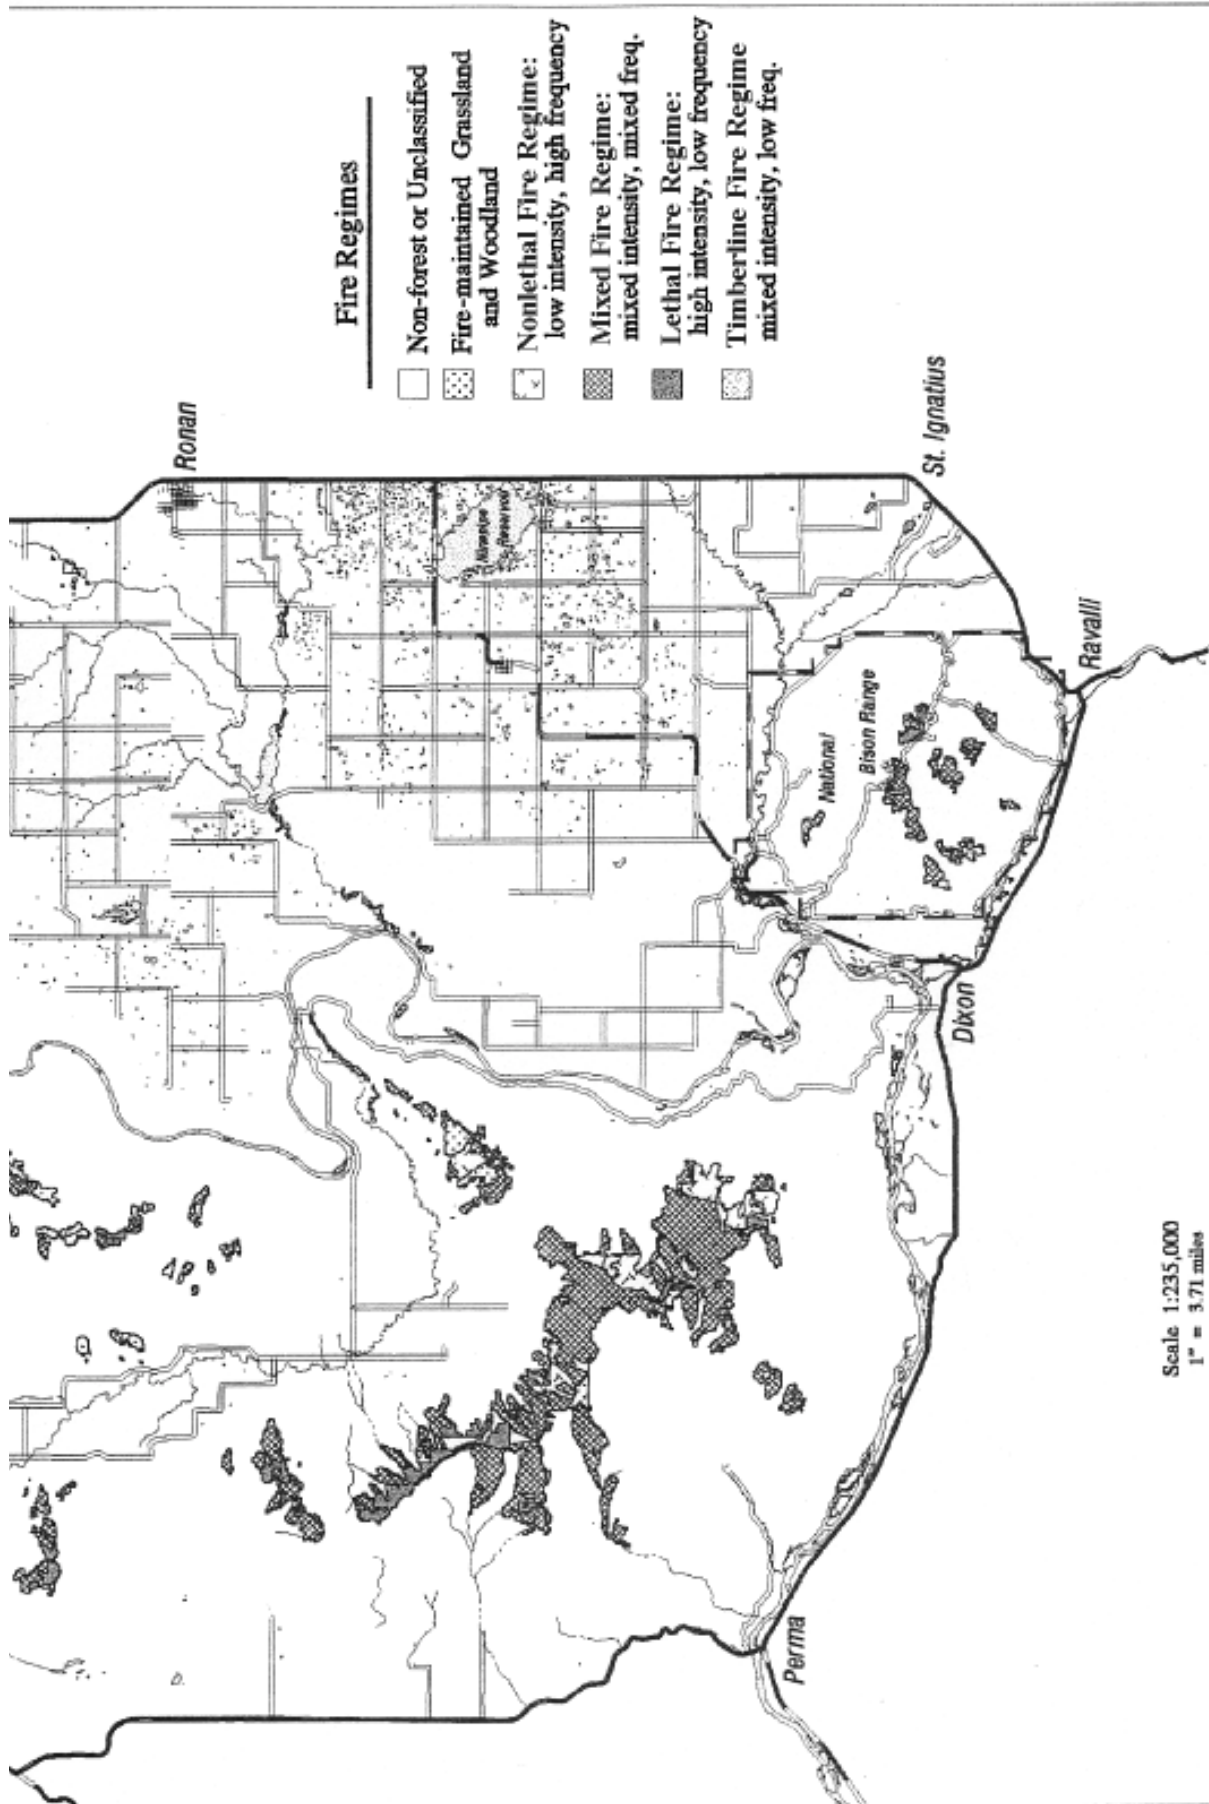 Fire Regimes
Non-forest or Unclassified
Fire-maintained Grassland
and Woodland
Nonlethal Fire Regime:
low intensity, high frequency
Mixed Fire Regime:
mixed intensity, mixed freq.
Lethal Fire Regime:
high intensity, low frequency
Timberline Fire Regime
mixed intensity, low freq.
Ronan
Ninepipe
Reservoir
St. Ignatius
Ravalli
National
Bison Range
Dixon
Perma
Scale 1:235,000
1" = 3.71 miles